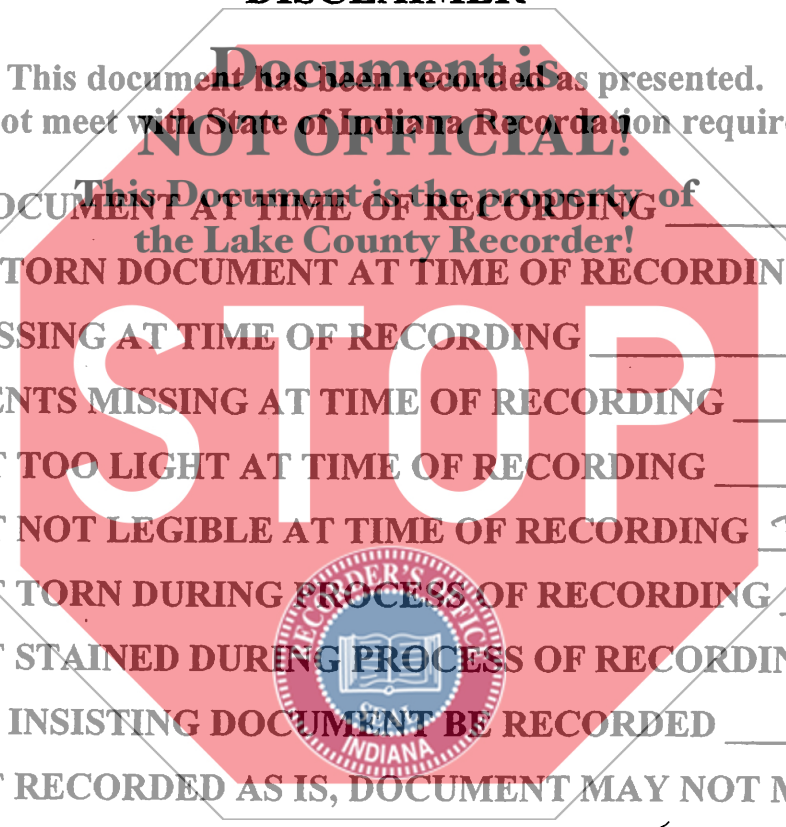 DISCLAIMER
Document is
This document has been recorded as presented.
ot meet with State of Indiana Recordation requir
NOT OFFICIAL!
This Document is the property of
OCUMENT AT TIME OF RECORDING
the Lake County Recorder!
TORN DOCUMENT AT TIME OF RECORDIN
SSING AT TIME OF RECORDING
ENTS MISSING AT TIME OF RECORDING
T TOO LIGHT AT TIME OF RECORDING
STOP
T NOT LEGIBLE AT TIME OF RECORDING
T TORN DURING PROCESS OF RECORDING
RECORDER'S OFFICE
T STAINED DURING PROCESS OF RECORDIN
SEAL
INSISTING DOCUMENT BE RECORDED
INDIANA
T RECORDED AS IS, DOCUMENT MAY NOT M